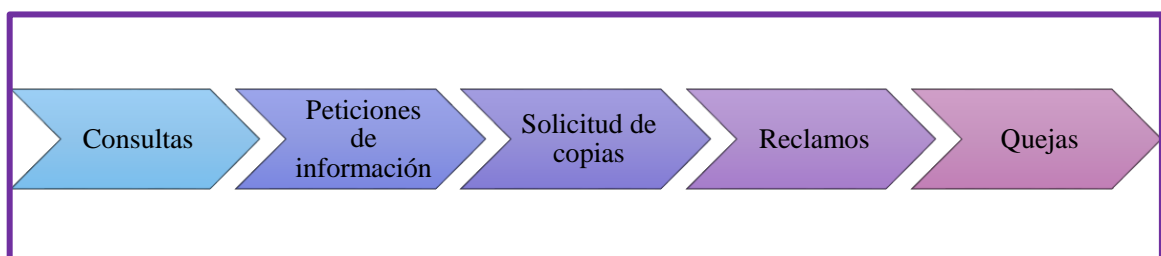 Consultas
Peticiones
de
información
Solicitud de
copias
Reclamos
Quejas